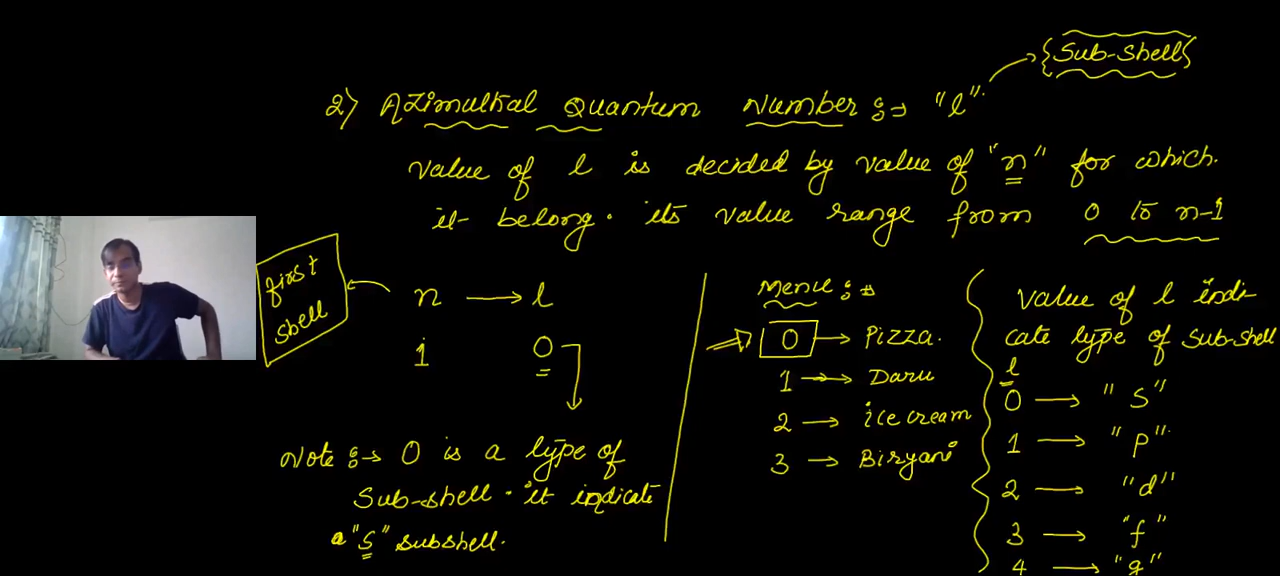 {Sub-Shell}
2) Azimuthal Quantum Number :→ "l"
value of l is decided by value of "n" for which
it belong. its value range from 0 to n-1
first
shell
n → l
1 0
Note :→ 0 is a type of
Sub-shell. it indicate
a "S" subshell.
Menu :→
0 → Pizza.
1 → Daru
2 → ice cream
3 → Biryani
value of l indi-
cate type of sub-shell
l
0 → "S"
1 → "p"
2 → "d"
3 → "f"
4 → "g"